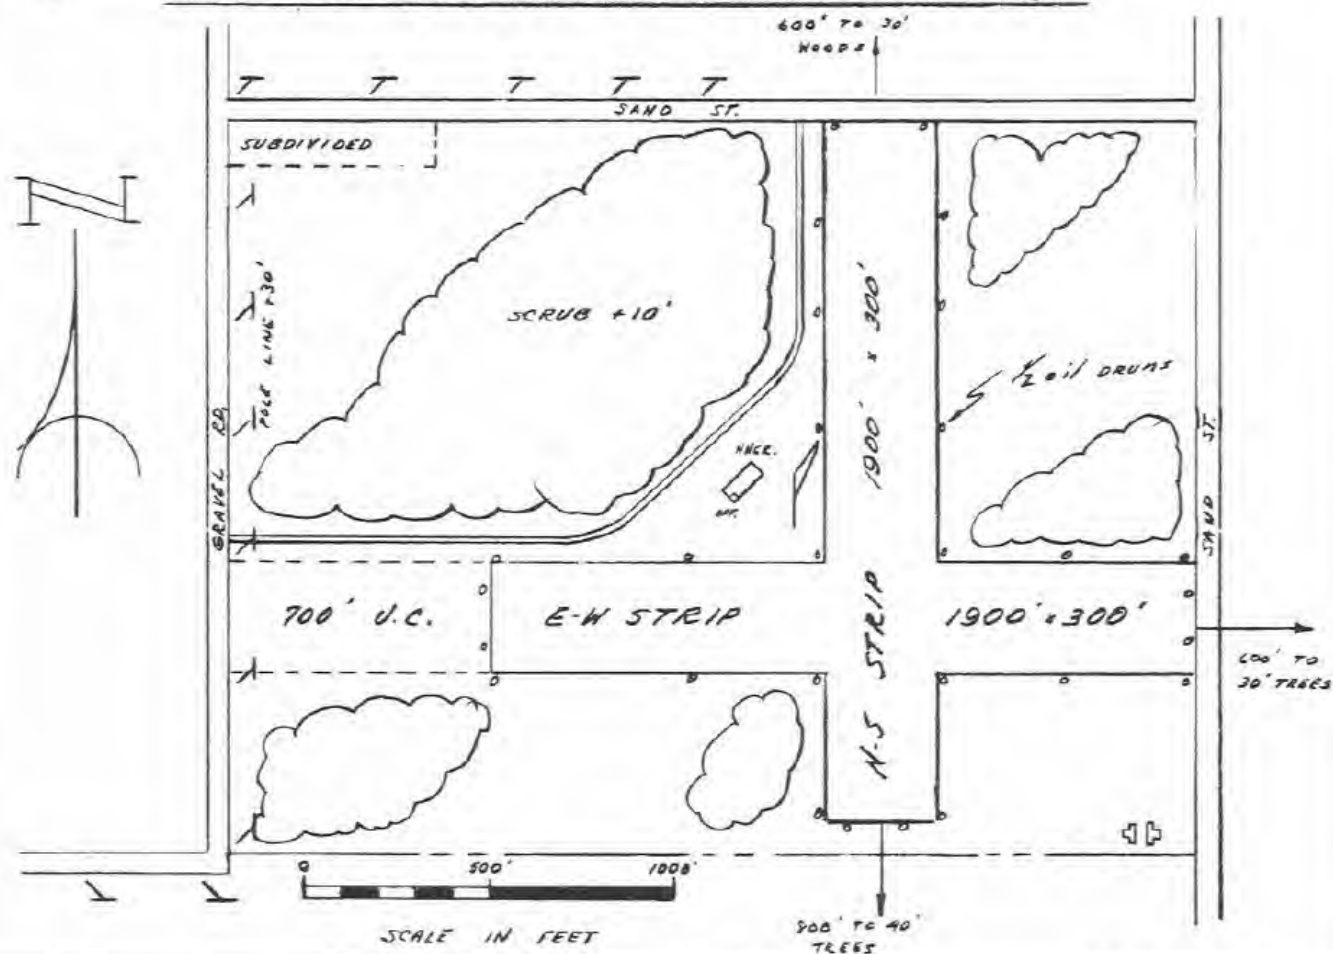 600' TO 30'
WOODS
T T T T T
SAND ST.
SUBDIVIDED
N
POLE LINE +30'
SCRUB +10'
1900' x 300'
1/2 oil DRUMS
GRAVEL RD.
HNGR.
OFF.
SAND ST.
700' U.C.
E-W STRIP
N-S STRIP
1900' x 300'
600' TO
30' TREES
0 500' 1000'
SCALE IN FEET
800' TO 40'
TREES